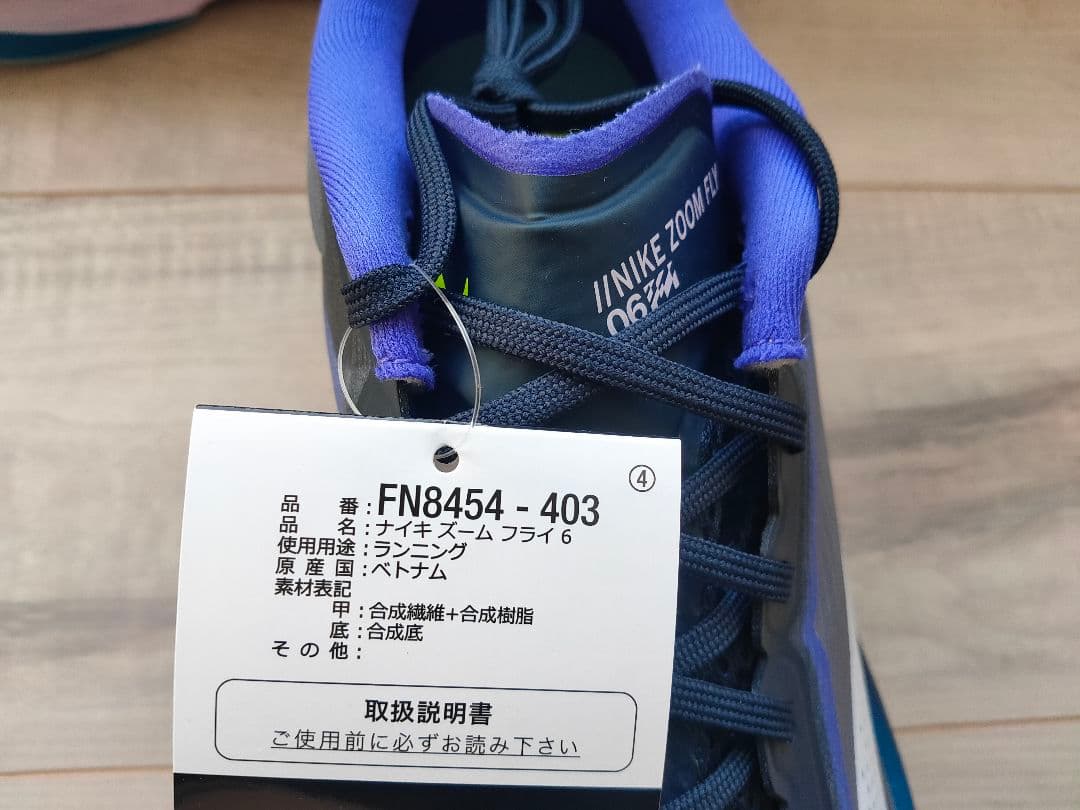 //NIKE ZOOM FLY
06
④
品 番:FN8454 - 403
品 名:ナイキ ズーム フライ 6
使用用途:ランニング
原 産 国:ベトナム
素材表記
甲:合成繊維+合成樹脂
底:合成底
そ の 他:
取扱説明書
ご使用前に必ずお読み下さい